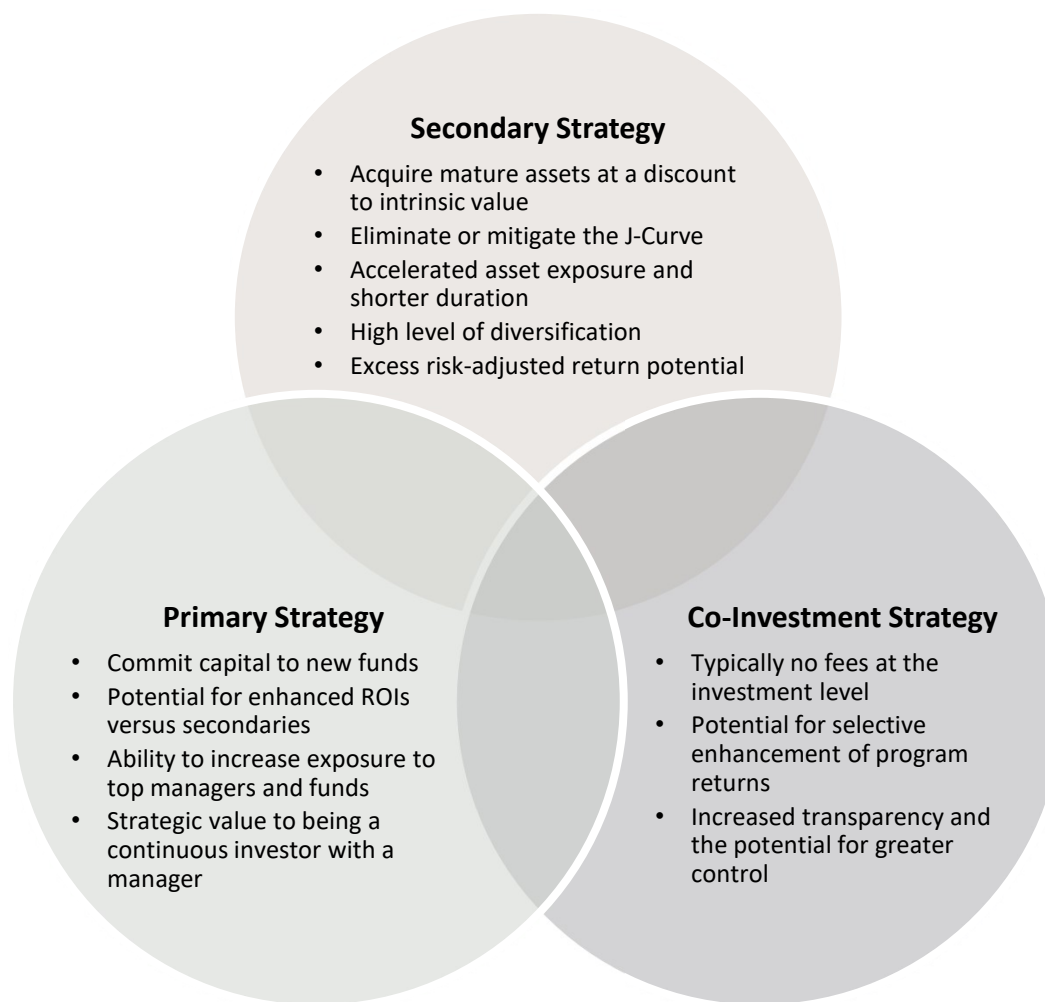 Secondary Strategy
• Acquire mature assets at a discount
to intrinsic value
• Eliminate or mitigate the J-Curve
• Accelerated asset exposure and
shorter duration
• High level of diversification
• Excess risk-adjusted return potential
Primary Strategy
• Commit capital to new funds
• Potential for enhanced ROIs
versus secondaries
• Ability to increase exposure to
top managers and funds
• Strategic value to being a
continuous investor with a
manager
Co-Investment Strategy
• Typically no fees at the
investment level
• Potential for selective
enhancement of program
returns
• Increased transparency and
the potential for greater
control